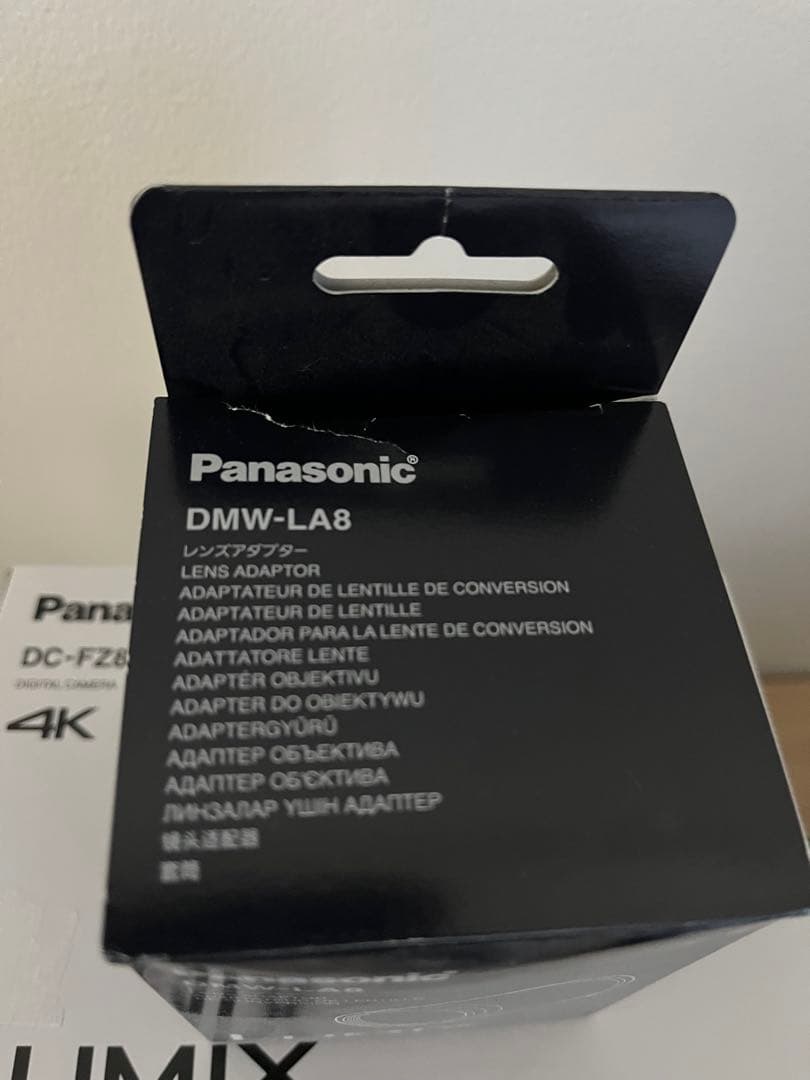 Panasonic®
DMW-LA8
レンズアダプター
LENS ADAPTOR
ADAPTATEUR DE LENTILLE DE CONVERSION
ADAPTATEUR DE LENTILLE
ADAPTADOR PARA LA LENTE DE CONVERSION
ADATTATORE LENTE
ADAPTÉR OBJEKTIVU
ADAPTER DO OBIEKTYWU
ADAPTERGYŰRŰ
АДАПТЕР ОБЪЕКТИВА
АДАПТЕР ОБ'ЄКТИВА
ЛИНЗАЛАР ҮШІН АДАПТЕР
镜头适配器
套筒
Pana
DC-FZ8
DIGITAL CAMERA
4K
Panasonic
DMW-LA8
LUMIX